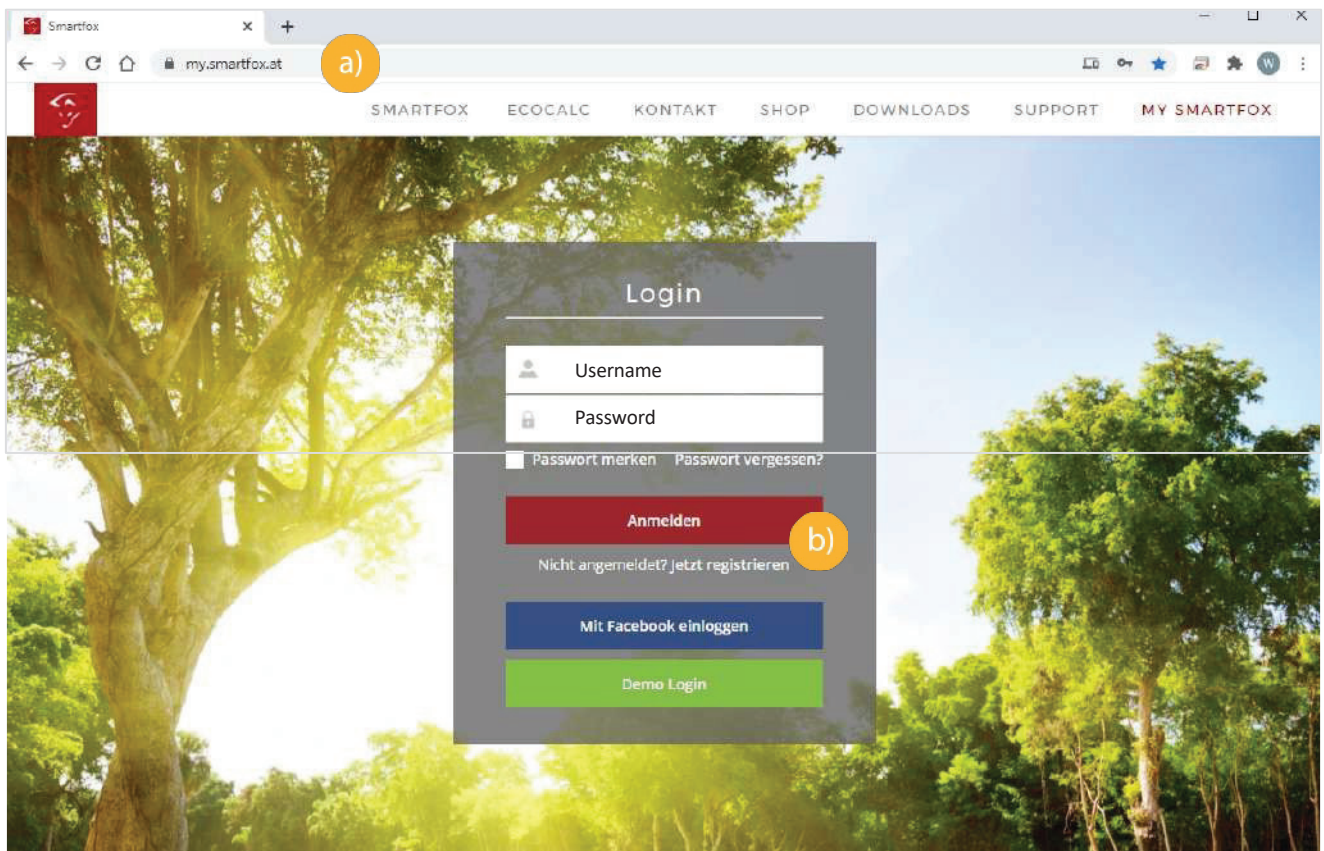 Smartfox
my.smartfox.at
a)
SMARTFOX ECOCALC KONTAKT SHOP DOWNLOADS SUPPORT MY SMARTFOX
W
Login
Username
Password
Passwort merken Passwort vergessen?
Anmelden
b)
Nicht angemeldet? Jetzt registrieren
Mit Facebook einloggen
Demo Login